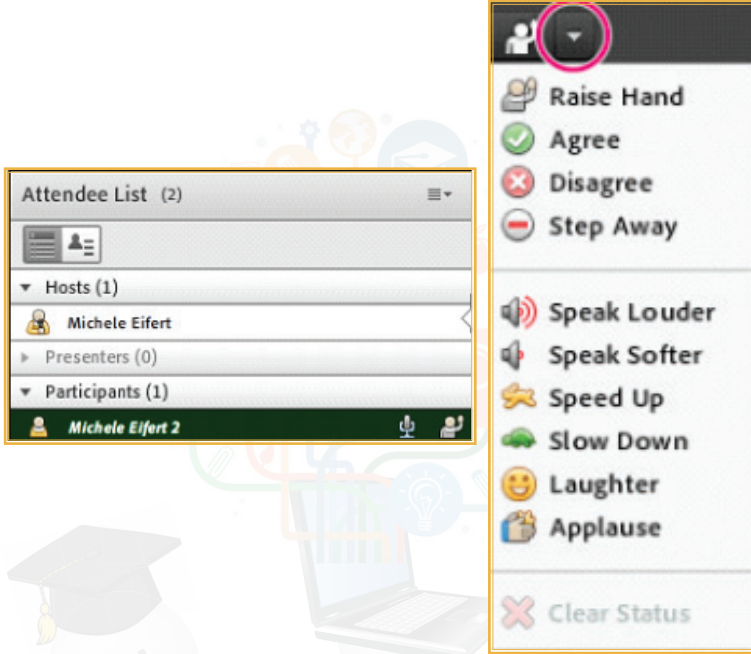 Attendee List (2)
Hosts (1)
Michele Eifert
Presenters (0)
Participants (1)
Michele Eifert 2
Raise Hand
Agree
Disagree
Step Away
Speak Louder
Speak Softer
Speed Up
Slow Down
Laughter
Applause
Clear Status